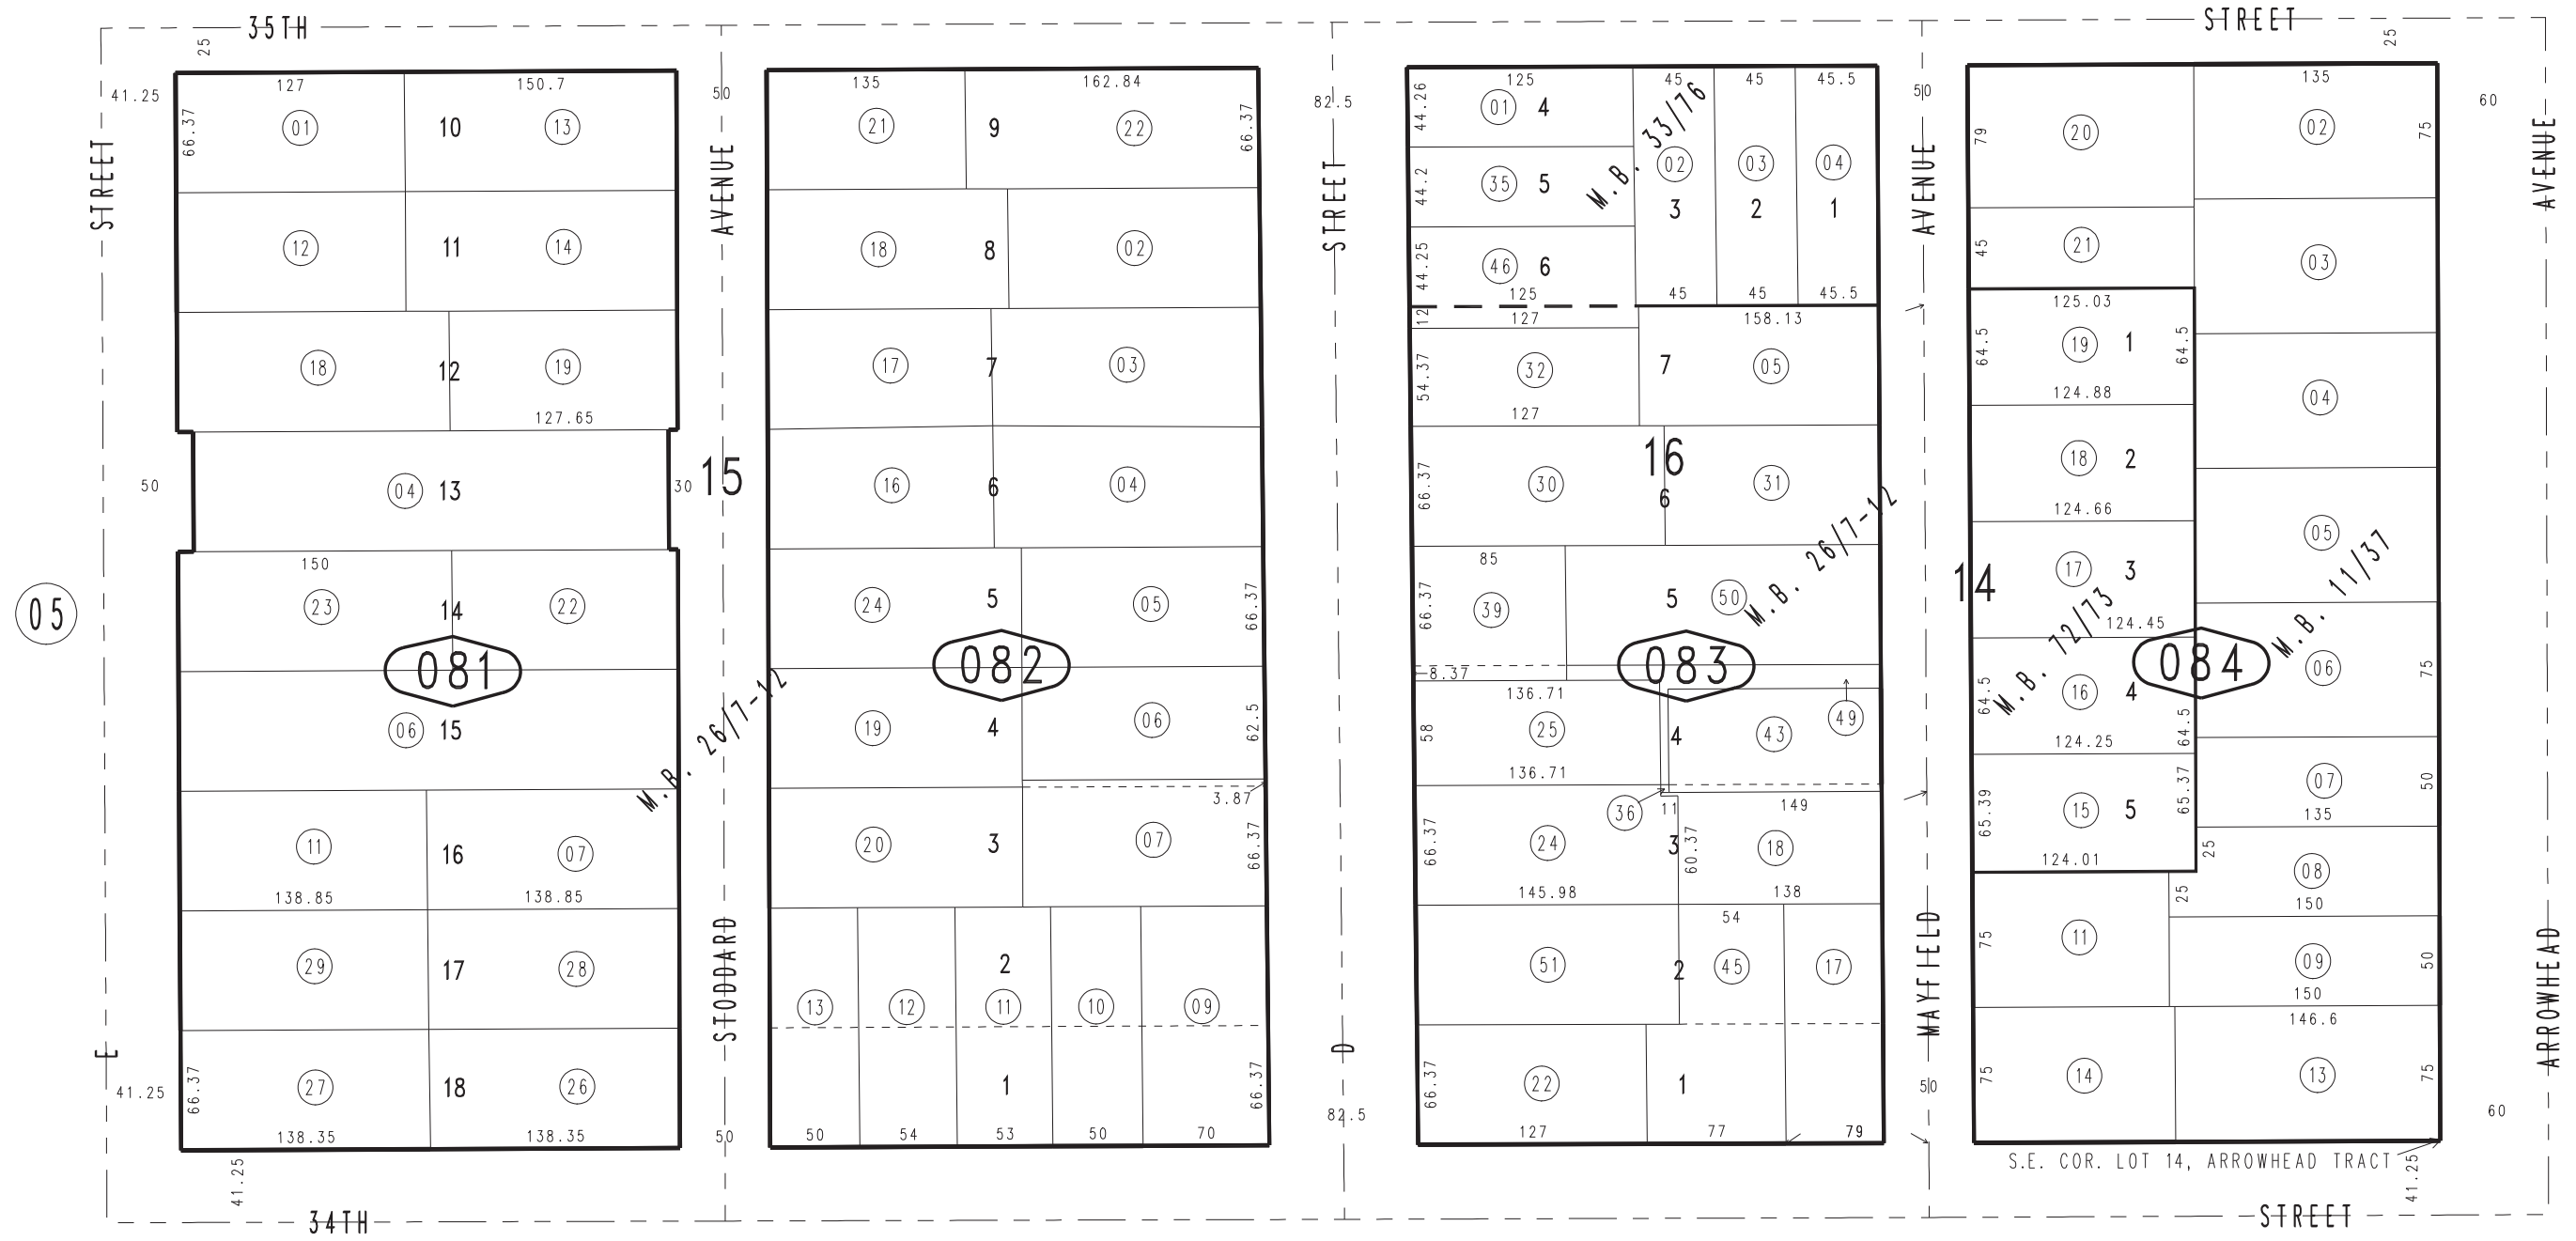 35TH STREET
25 25
41.25 50 82.5 50 60
STREET AVENUE STREET AVENUE AVENUE
127 150.7
66.37 01 10 13
12 11 14
18 12 19
127.65
50 04 13 30 15
150
23 14 22
05
081
06 15
M.B. 26/7-12
11 16 07
138.85 138.85
29 17 28
27 18 26
66.37
138.35 138.35
41.25
E
41.25
STODDARD
50
135 162.84
21 9 22 66.37
18 8 02
17 7 03
16 6 04
24 5 05 66.37
082
19 4 06 62.5
3.87
20 3 07 66.37
2
13 12 11 10 09
1 66.37
50 54 53 50 70
D
82.5
125 45 45 45.5
44.26 01 4
M.B. 33/76
02 03 04
44.2 35 5
3 2 1
44.25 46 6
125 45 45 45.5
12 127 158.13
54.37 32 7 05
127
16
66.37 30 6 31
M.B. 26/7-12
85
66.37 39 5 50
083
8.37
136.71
58 25 4 43 49
136.71
36 11 149
66.37 24 3 60.37 18
145.98 138
54
51 2 45 17
66.37 22 1
127 77 79
MAYFIELD
50
135
79 20 02 75
45 21 03
125.03
64.5 19 1 64.5
124.88 04
18 2
124.66
14 17 3 05
M.B. 11/37
M.B. 72/73
124.45
084
06 75
64.5 16 4 64.5
124.25
07 50
65.39 15 5 65.37 135
124.01 25
08
25 150
75 11 09 50
150
146.6
75 14 13 75
60
ARROWHEAD
S.E. COR. LOT 14, ARROWHEAD TRACT
41.25
34TH STREET